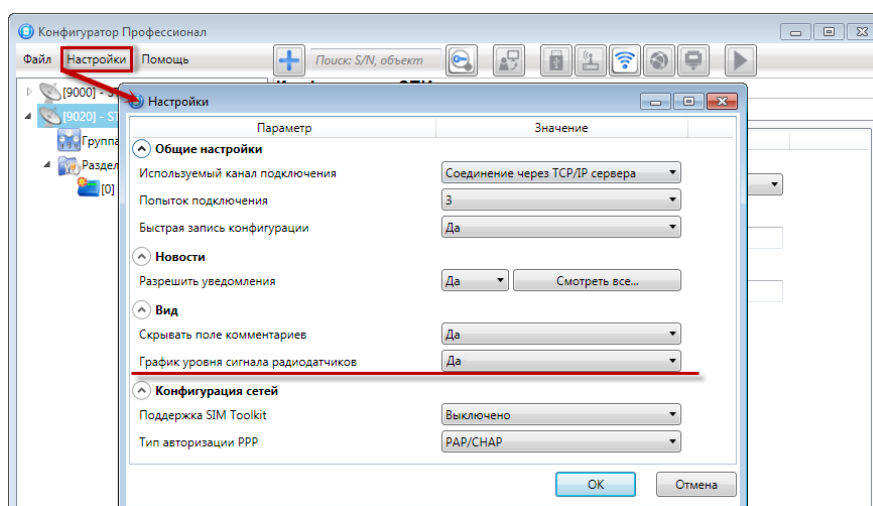 Конфигуратор Профессионал
Файл Настройки Помощь Поиск: S/N, объект
[9000] - ST
[9020] - ST
Группа
Раздел
[0]
Настройки
Параметр Значение
Общие настройки
Используемый канал подключения Соединение через TCP/IP сервера
Попыток подключения 3
Быстрая запись конфигурации Да
Новости
Разрешить уведомления Да Смотреть все...
Вид
Скрывать поле комментариев Да
График уровня сигнала радиодатчиков Да
Конфигурация сетей
Поддержка SIM Toolkit Выключено
Тип авторизации PPP PAP/CHAP
OK Отмена